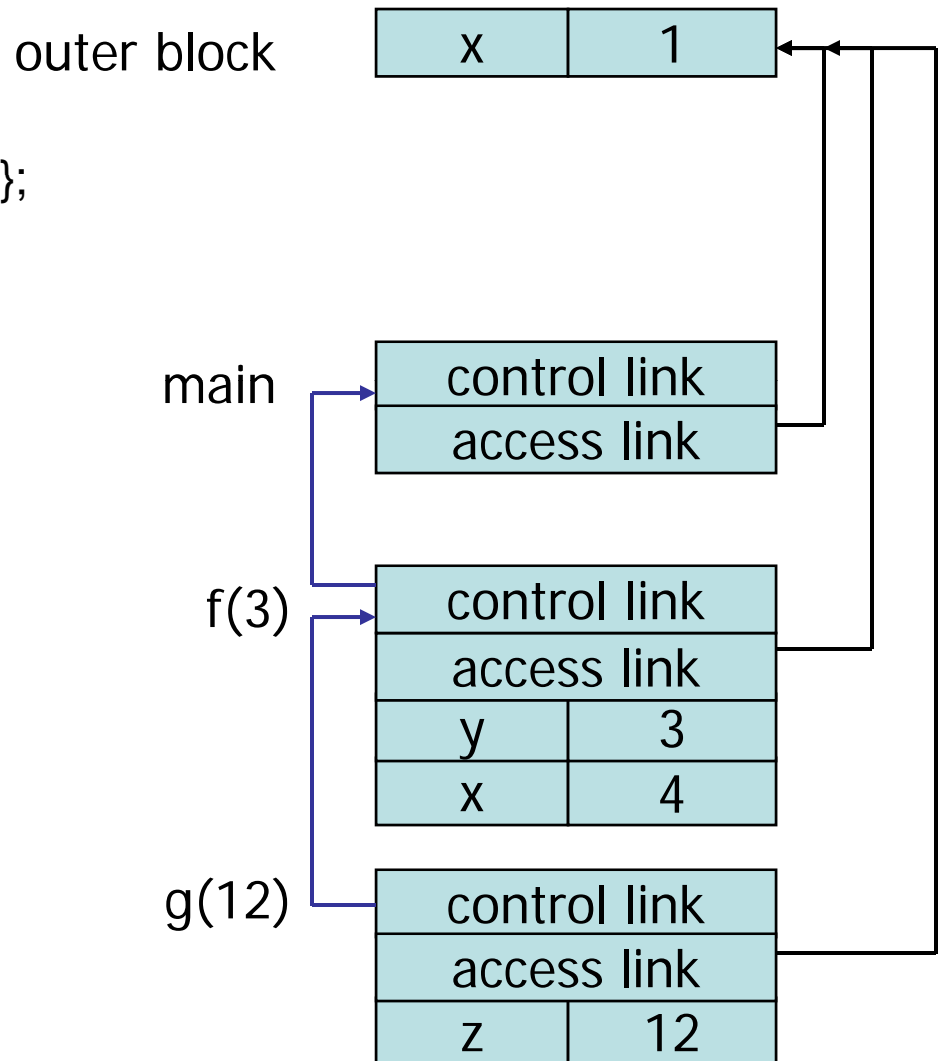 outer block x 1
};
main control link
access link
f(3) control link
access link
y 3
x 4
g(12) control link
access link
z 12